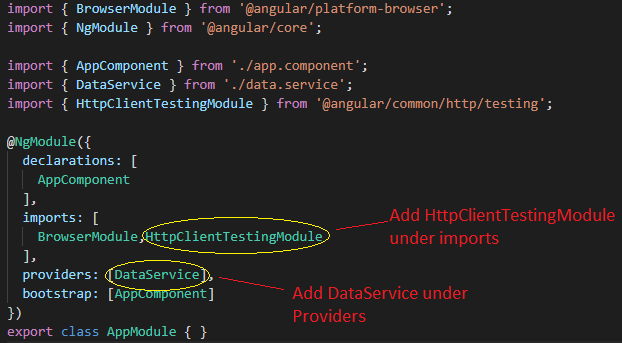 import { BrowserModule } from '@angular/platform-browser';
import { NgModule } from '@angular/core';
import { AppComponent } from './app.component';
import { DataService } from './data.service';
import { HttpClientTestingModule } from '@angular/common/http/testing';
@NgModule({
declarations: [
AppComponent
],
imports: [
BrowserModule,HttpClientTestingModule
],
providers: [DataService],
bootstrap: [AppComponent]
})
export class AppModule { }
Add HttpClientTestingModule
under imports
Add DataService under
Providers